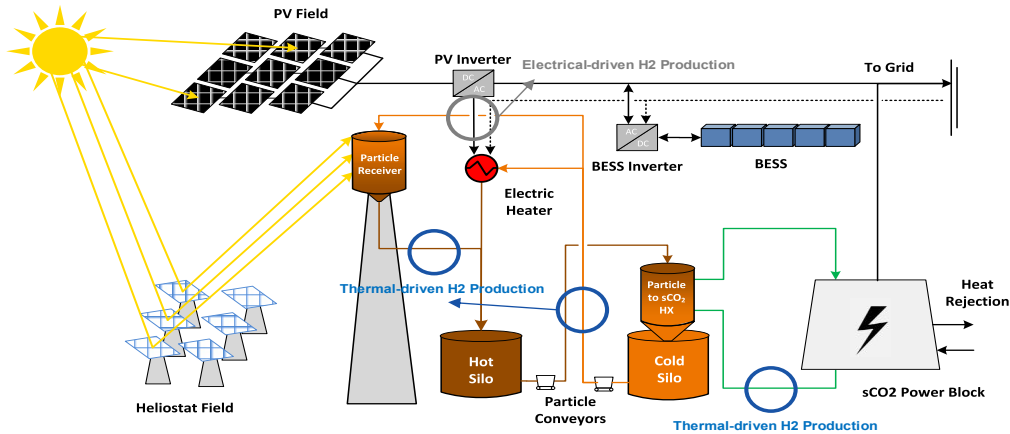 PV Field
PV Inverter
Electrical-driven H2 Production
To Grid
DC
AC
AC
DC
BESS Inverter
BESS
Particle
Receiver
Electric
Heater
Thermal-driven H2 Production
Particle
to sCO₂
HX
Heat
Rejection
Hot
Silo
Cold
Silo
Particle
Conveyors
sCO2 Power Block
Heliostat Field
Thermal-driven H2 Production